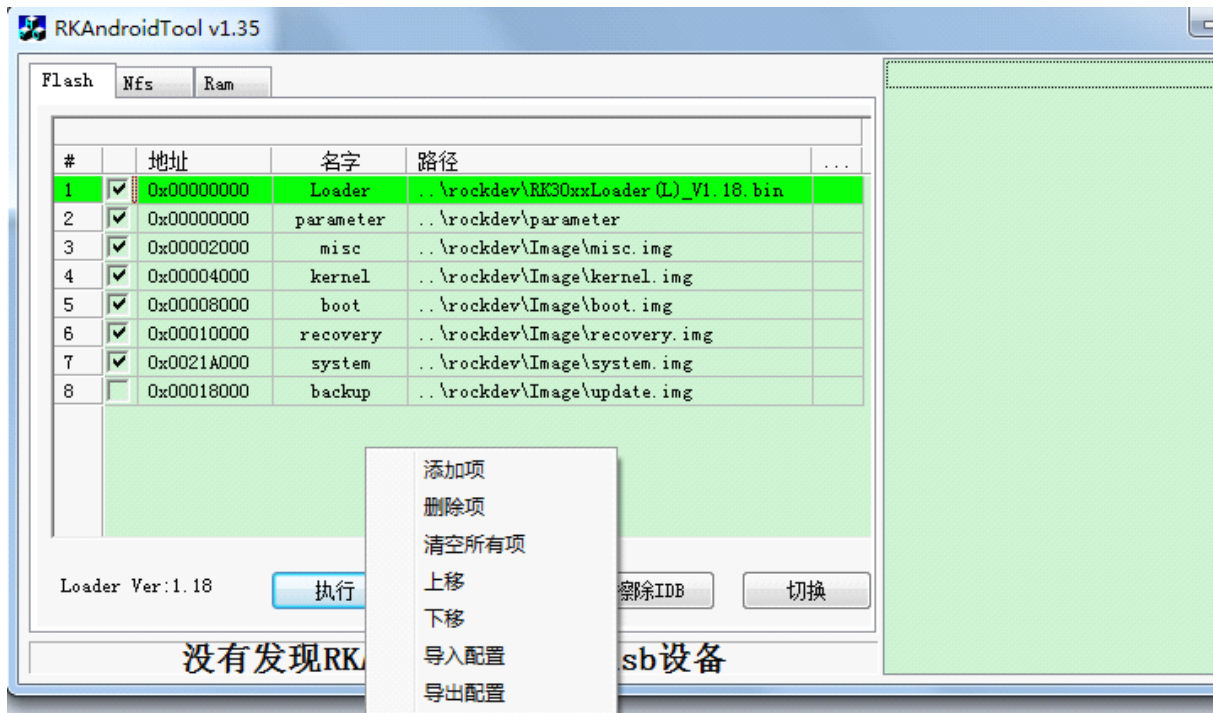 RKAndroidTool v1.35
Flash Nfs Ram
# 地址 名字 路径 ...
1 0x00000000 Loader ..\rockdev\RK30xxLoader(L)_V1.18.bin
2 0x00000000 parameter ..\rockdev\parameter
3 0x00002000 misc ..\rockdev\Image\misc.img
4 0x00004000 kernel ..\rockdev\Image\kernel.img
5 0x00008000 boot ..\rockdev\Image\boot.img
6 0x00010000 recovery ..\rockdev\Image\recovery.img
7 0x0021A000 system ..\rockdev\Image\system.img
8 0x00018000 backup ..\rockdev\Image\update.img
添加项
删除项
清空所有项
上移
下移
导入配置
导出配置
Loader Ver:1.18 执行 擦除IDB 切换
没有发现RKA sb设备